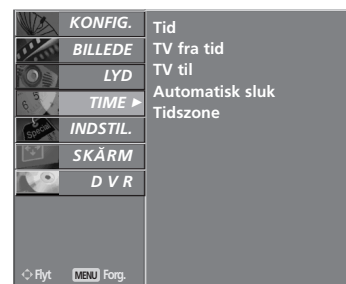 KONFIG.
BILLEDE
LYD
TIME
INDSTIL.
SKÄRM
D V R
Flyt MENU Forg.
Tid
TV fra tid
TV til
Automatisk sluk
Tidszone